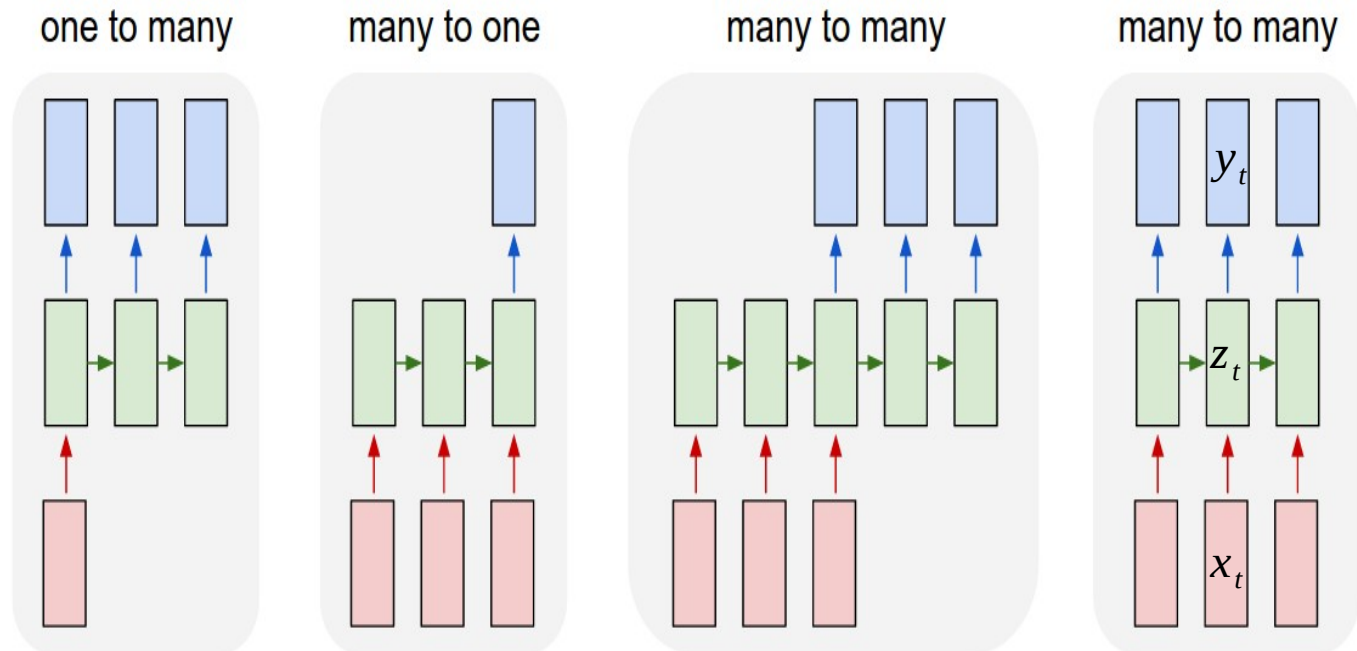 one to many
many to one
many to many
many to many
y_t
z_t
x_t